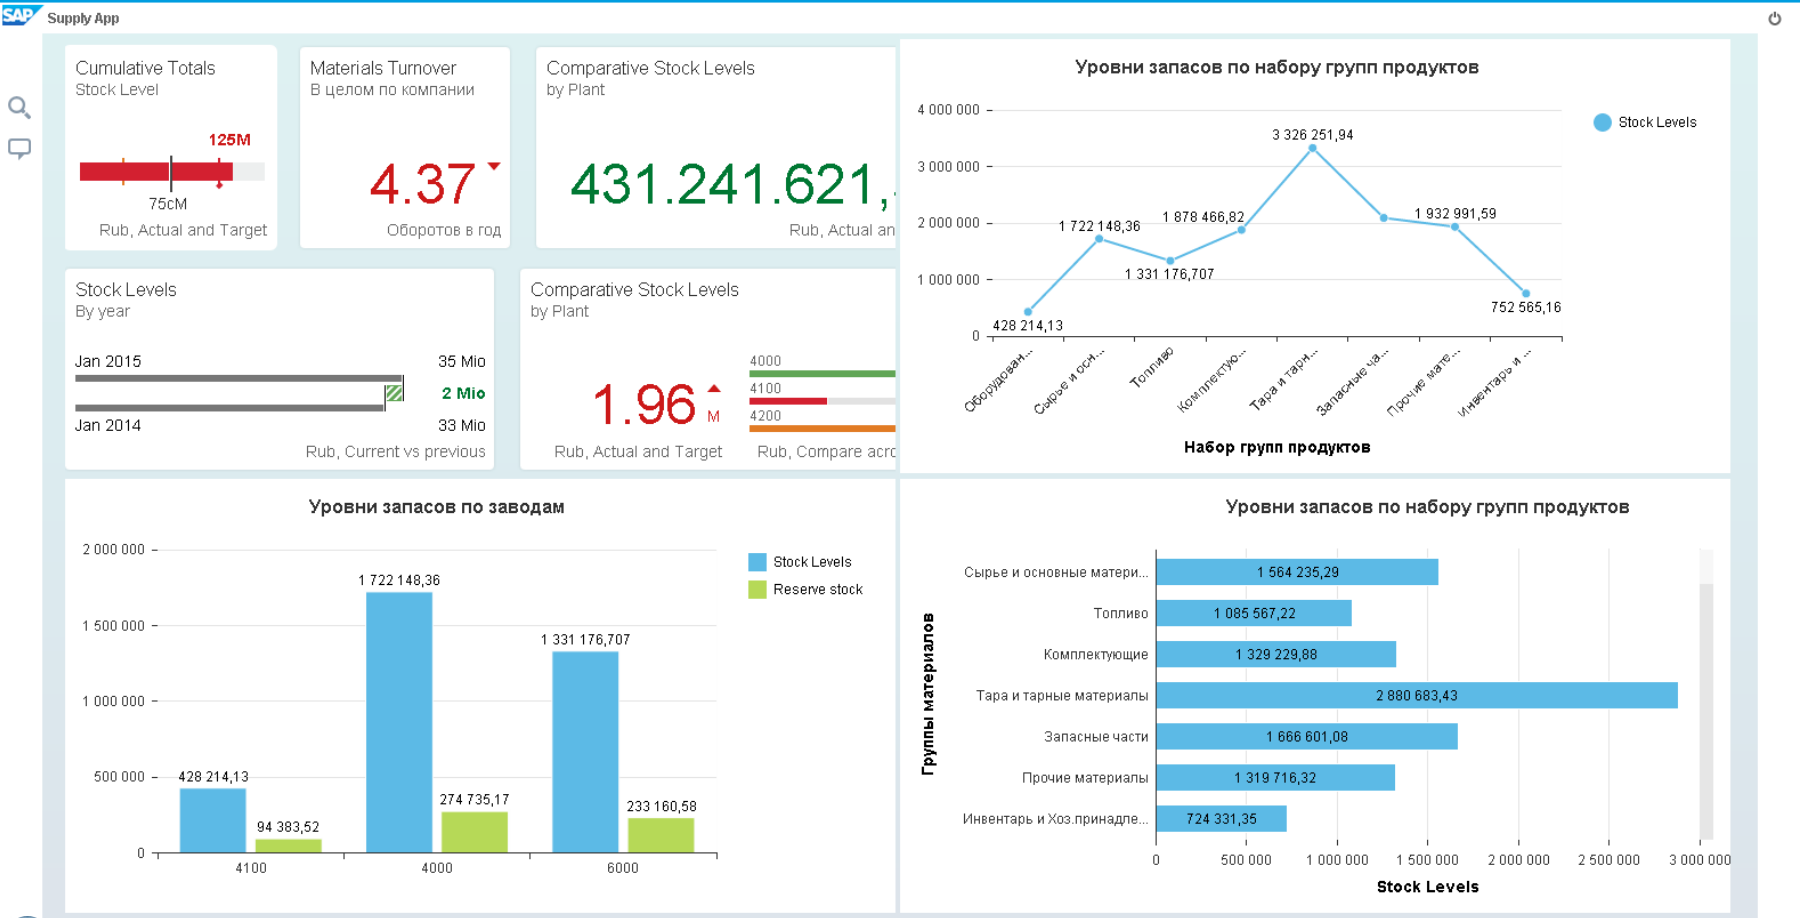 SAP Supply App
Cumulative Totals
Stock Level
125M
75cM
Rub, Actual and Target
Materials Turnover
В целом по компании
4.37
Оборотов в год
Comparative Stock Levels
by Plant
431.241.621,
Rub, Actual an
Stock Levels
By year
Jan 2015 35 Mio
2 Mio
Jan 2014 33 Mio
Rub, Current vs previous
Comparative Stock Levels
by Plant
1.96 M
Rub, Actual and Target
4000
4100
4200
Rub, Compare acro
Уровни запасов по набору групп продуктов
4 000 000
3 000 000
2 000 000
1 000 000
0
428 214,13
1 722 148,36
1 331 176,707
1 878 466,82
3 326 251,94
1 932 991,59
752 565,16
Оборудован...
Сырье и осн...
Топливо
Комплектую...
Тара и тарн...
Запасные ча...
Прочие мате...
Инвентарь и ...
Набор групп продуктов
Stock Levels
Уровни запасов по заводам
2 000 000
1 500 000
1 000 000
500 000
0
428 214,13
94 383,52
1 722 148,36
274 735,17
1 331 176,707
233 160,58
4100 4000 6000
Stock Levels
Reserve stock
Уровни запасов по набору групп продуктов
Группы материалов
Сырье и основные матери... 1 564 235,29
Топливо 1 085 567,22
Комплектующие 1 329 229,88
Тара и тарные материалы 2 880 683,43
Запасные части 1 666 601,08
Прочие материалы 1 319 716,32
Инвентарь и Хоз.принадле... 724 331,35
0 500 000 1 000 000 1 500 000 2 000 000 2 500 000 3 000 000
Stock Levels